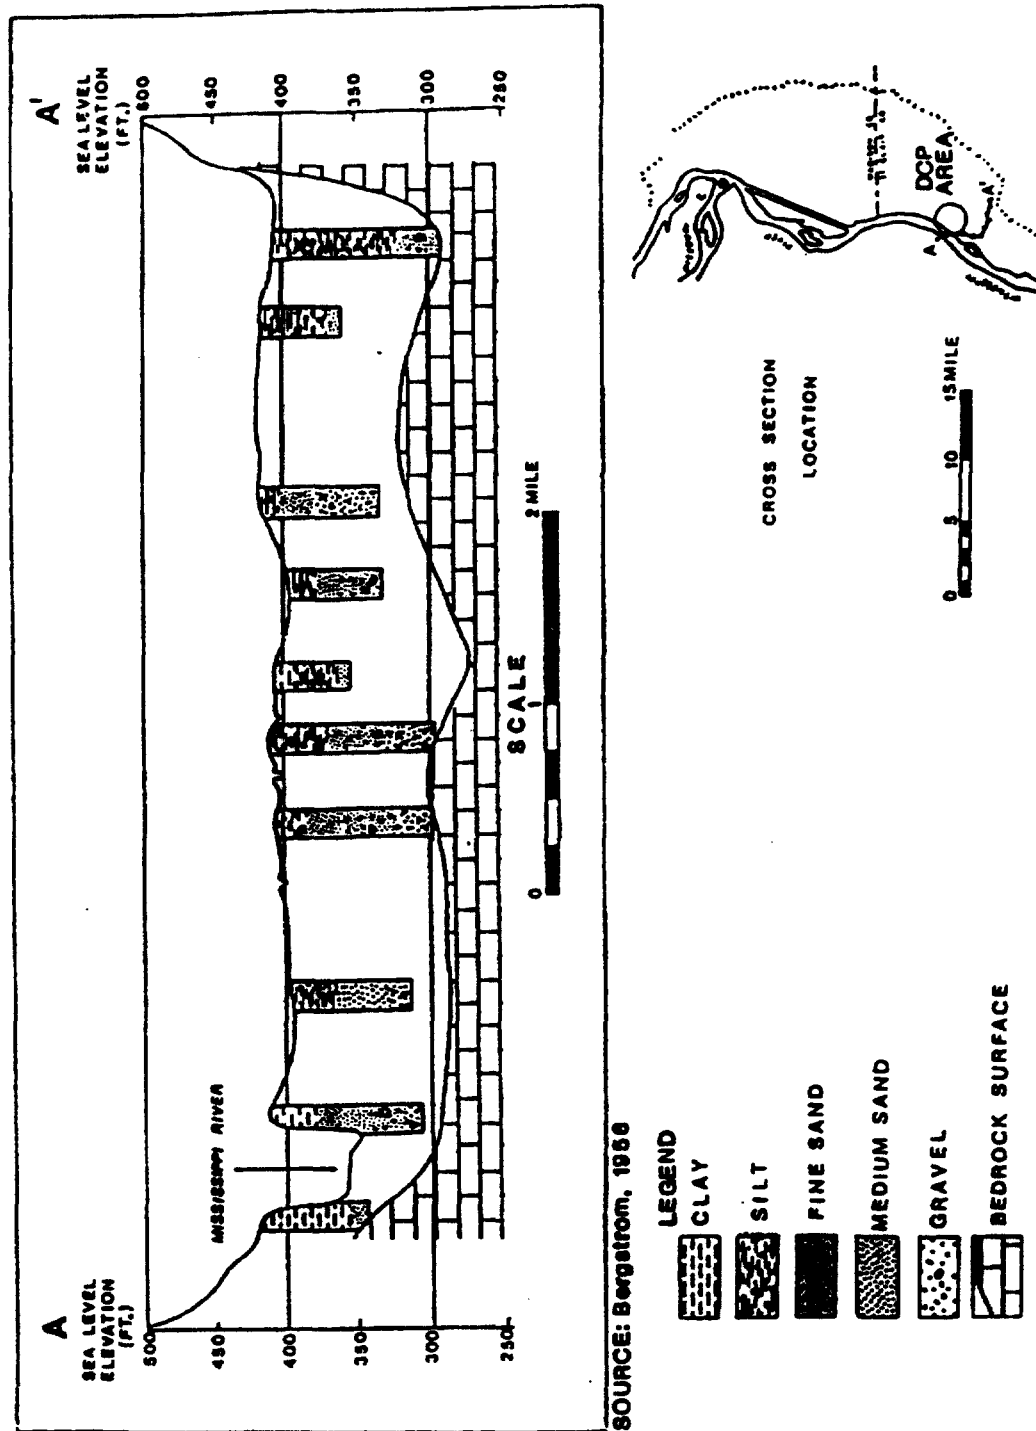 A
SEA LEVEL
ELEVATION
(FT.)
500
450
400
350
300
250
MISSISSIPPI RIVER
A'
SEA LEVEL
ELEVATION
(FT.)
500
450
400
350
300
250
0
1
2 MILE
SCALE
SOURCE: Bergstrom, 1956
LEGEND
CLAY
SILT
FINE SAND
MEDIUM SAND
GRAVEL
BEDROCK SURFACE
CROSS SECTION
LOCATION
0
5
10
15 MILE
DCP
AREA
A
A'